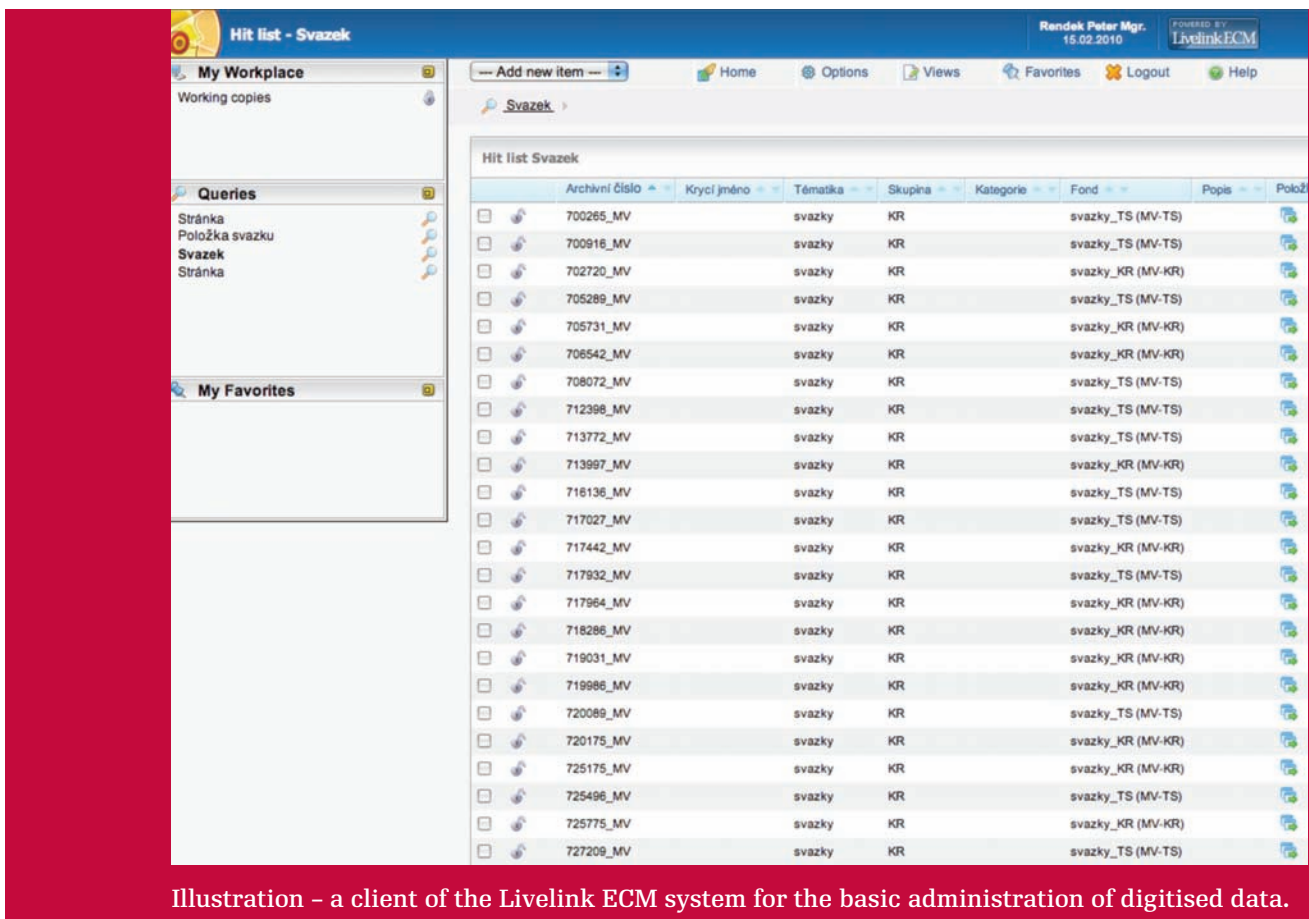 Hit list - Svazek
Rendek Peter Mgr.
15.02.2010
POWERED BY
Livelink ECM
My Workplace
Working copies
Queries
Stránka
Položka svazku
Svazek
Stránka
My Favorites
--- Add new item --- Home Options Views Favorites Logout Help
Svazek
Hit list Svazek
Archivní číslo Krycí jméno Tématika Skupina Kategorie Fond Popis
700265_MV svazky KR svazky_TS (MV-TS)
700916_MV svazky KR svazky_TS (MV-TS)
702720_MV svazky KR svazky_KR (MV-KR)
705289_MV svazky KR svazky_TS (MV-TS)
705731_MV svazky KR svazky_KR (MV-KR)
706542_MV svazky KR svazky_KR (MV-KR)
708072_MV svazky KR svazky_TS (MV-TS)
712398_MV svazky KR svazky_TS (MV-TS)
713772_MV svazky KR svazky_TS (MV-TS)
713997_MV svazky KR svazky_KR (MV-KR)
716136_MV svazky KR svazky_TS (MV-TS)
717027_MV svazky KR svazky_TS (MV-TS)
717442_MV svazky KR svazky_KR (MV-KR)
717932_MV svazky KR svazky_TS (MV-TS)
717964_MV svazky KR svazky_KR (MV-KR)
718286_MV svazky KR svazky_KR (MV-KR)
719031_MV svazky KR svazky_KR (MV-KR)
719986_MV svazky KR svazky_KR (MV-KR)
720089_MV svazky KR svazky_TS (MV-TS)
720175_MV svazky KR svazky_KR (MV-KR)
725175_MV svazky KR svazky_KR (MV-KR)
725496_MV svazky KR svazky_TS (MV-TS)
725775_MV svazky KR svazky_KR (MV-KR)
727209_MV svazky KR svazky_TS (MV-TS)
Illustration – a client of the Livelink ECM system for the basic administration of digitised data.